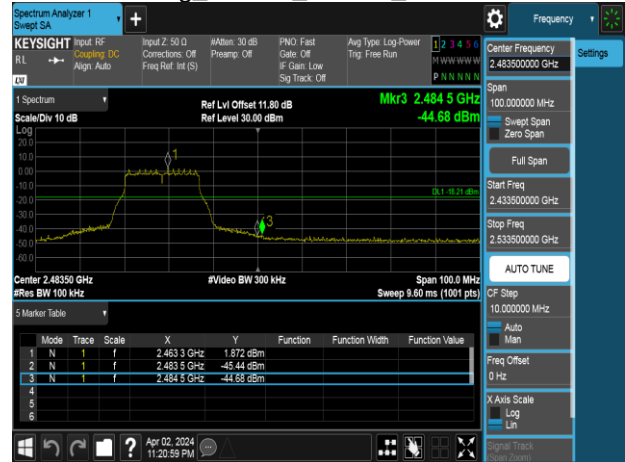 Spectrum Analyzer 1
Swept SA
Frequency
KEYSIGHT
RL
LXI
Input: RF
Coupling: DC
Align: Auto
Input Z: 50 Ω
Corrections: Off
Freq Ref: Int (S)
#Atten: 30 dB
Preamp: Off
PNO: Fast
Gate: Off
IF Gain: Low
Sig Track: Off
Avg Type: Log-Power
Trig: Free Run
1 2 3 4 5 6
M W W W W W
P N N N N N
1 Spectrum
Scale/Div 10 dB
Ref Lvl Offset 11.80 dB
Ref Level 30.00 dBm
Mkr3 2.484 5 GHz
-44.68 dBm
Log
20.0
10.0
0.00
-10.0
-20.0
-30.0
-40.0
-50.0
-60.0
1
3
DL1 -18.21 dBm
Center 2.48350 GHz
#Res BW 100 kHz
#Video BW 300 kHz
Span 100.0 MHz
Sweep 9.60 ms (1001 pts)
5 Marker Table
Mode Trace Scale X Y Function Function Width Function Value
1 N 1 f 2.463 3 GHz 1.872 dBm
2 N 1 f 2.483 5 GHz -45.44 dBm
3 N 1 f 2.484 5 GHz -44.68 dBm
4
5
6
Apr 02, 2024
11:20:59 PM
Center Frequency
2.483500000 GHz
Settings
Span
100.000000 MHz
Swept Span
Zero Span
Full Span
Start Freq
2.433500000 GHz
Stop Freq
2.533500000 GHz
AUTO TUNE
CF Step
10.000000 MHz
Auto
Man
Freq Offset
0 Hz
X Axis Scale
Log
Lin
Signal Track
(Span Zoom)